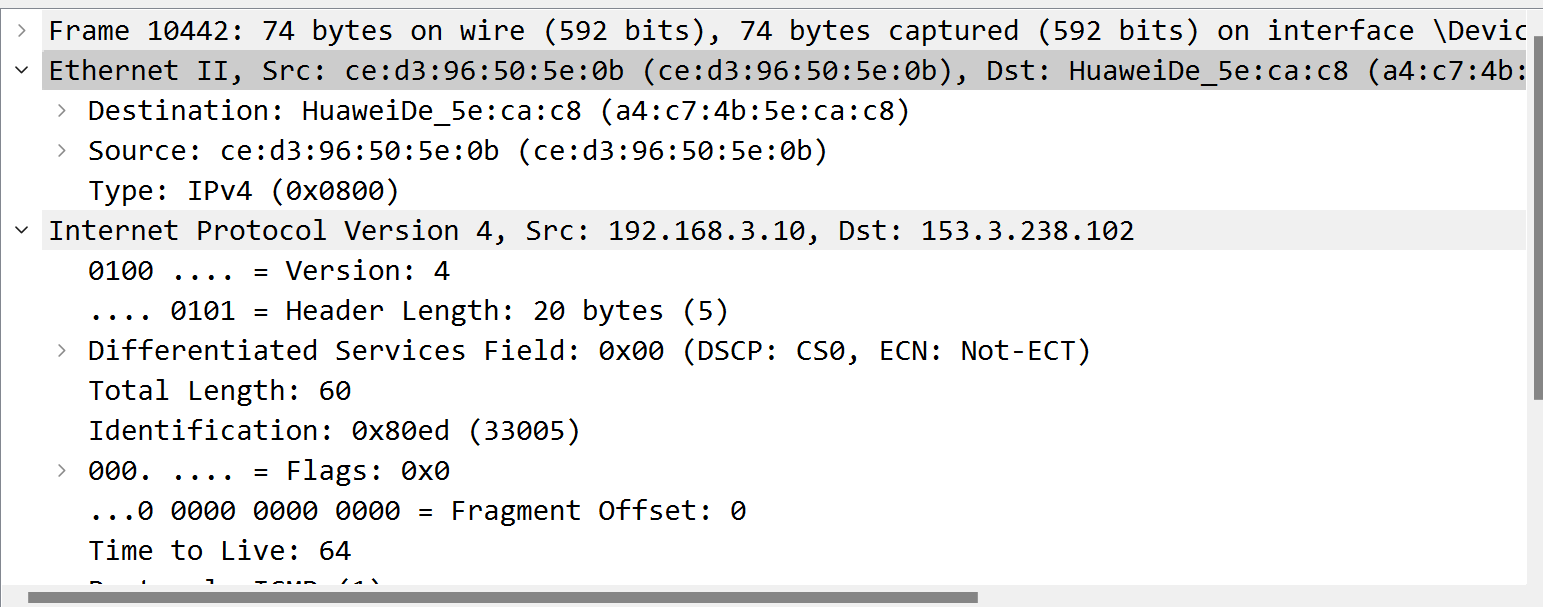 Frame 10442: 74 bytes on wire (592 bits), 74 bytes captured (592 bits) on interface \Devic
Ethernet II, Src: ce:d3:96:50:5e:0b (ce:d3:96:50:5e:0b), Dst: HuaweiDe_5e:ca:c8 (a4:c7:4b:
Destination: HuaweiDe_5e:ca:c8 (a4:c7:4b:5e:ca:c8)
Source: ce:d3:96:50:5e:0b (ce:d3:96:50:5e:0b)
Type: IPv4 (0x0800)
Internet Protocol Version 4, Src: 192.168.3.10, Dst: 153.3.238.102
0100 .... = Version: 4
.... 0101 = Header Length: 20 bytes (5)
Differentiated Services Field: 0x00 (DSCP: CS0, ECN: Not-ECT)
Total Length: 60
Identification: 0x80ed (33005)
000. .... = Flags: 0x0
...0 0000 0000 0000 = Fragment Offset: 0
Time to Live: 64